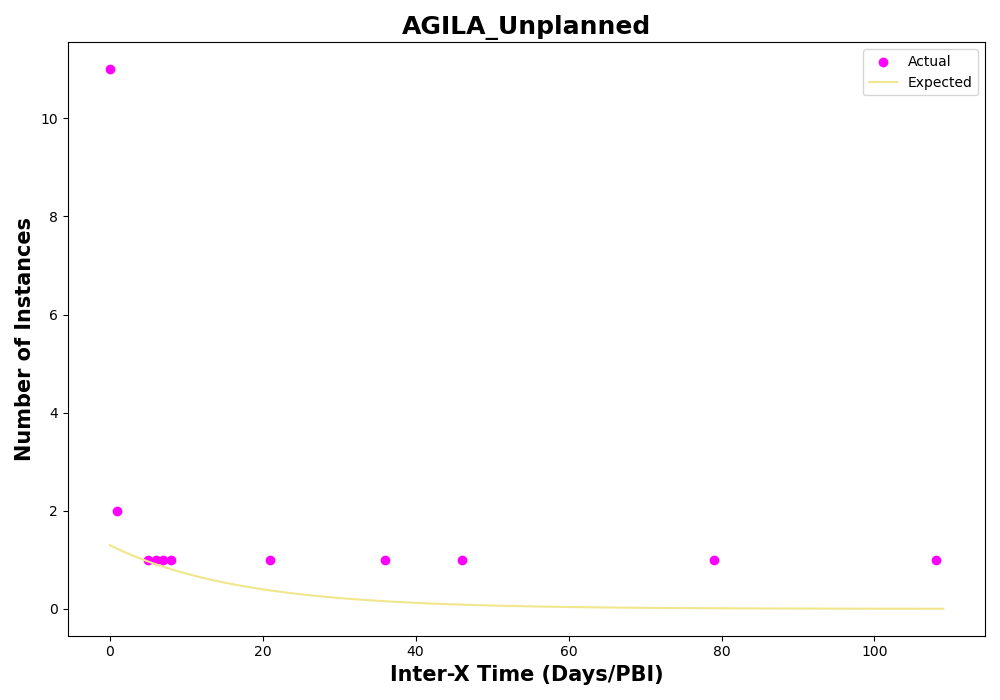 AGILA_Unplanned
Actual
Expected
Number of Instances
10
8
6
4
2
0
0 20 40 60 80 100
Inter-X Time (Days/PBI)